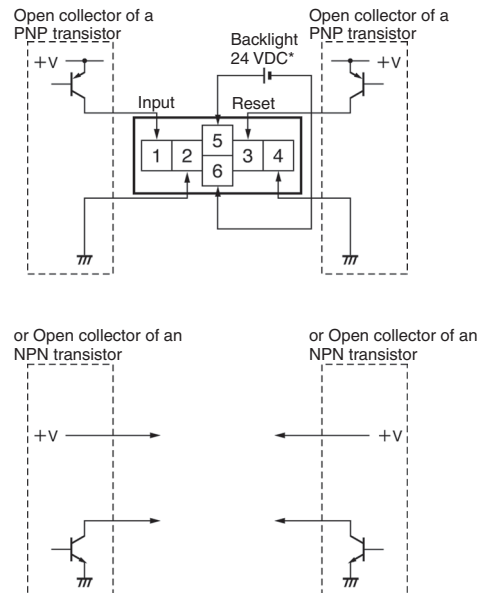 Open collector of a
PNP transistor
Open collector of a
PNP transistor
Backlight
24 VDC*
+V
+V
Input
Reset
5
1 2 3 4
6
or Open collector of an
NPN transistor
or Open collector of an
NPN transistor
+V
+V